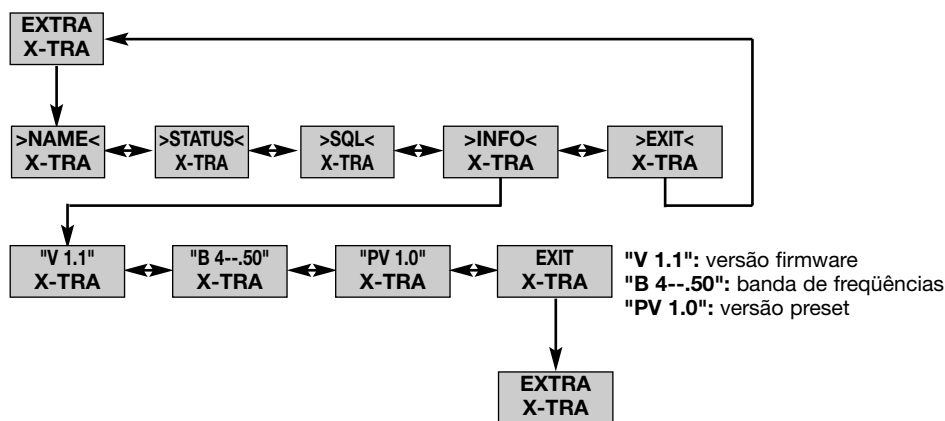 EXTRA
X-TRA
>NAME<
X-TRA
>STATUS<
X-TRA
>SQL<
X-TRA
>INFO<
X-TRA
>EXIT<
X-TRA
"V 1.1"
X-TRA
"B 4--.50"
X-TRA
"PV 1.0"
X-TRA
EXIT
X-TRA
"V 1.1": versão firmware
"B 4--.50": banda de freqüências
"PV 1.0": versão preset
EXTRA
X-TRA